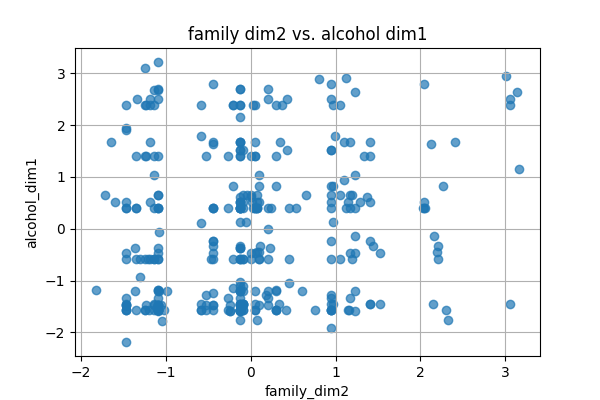 family dim2 vs. alcohol dim1
3
2
1
0
−1
−2
alcohol_dim1
−2 −1 0 1 2 3
family_dim2